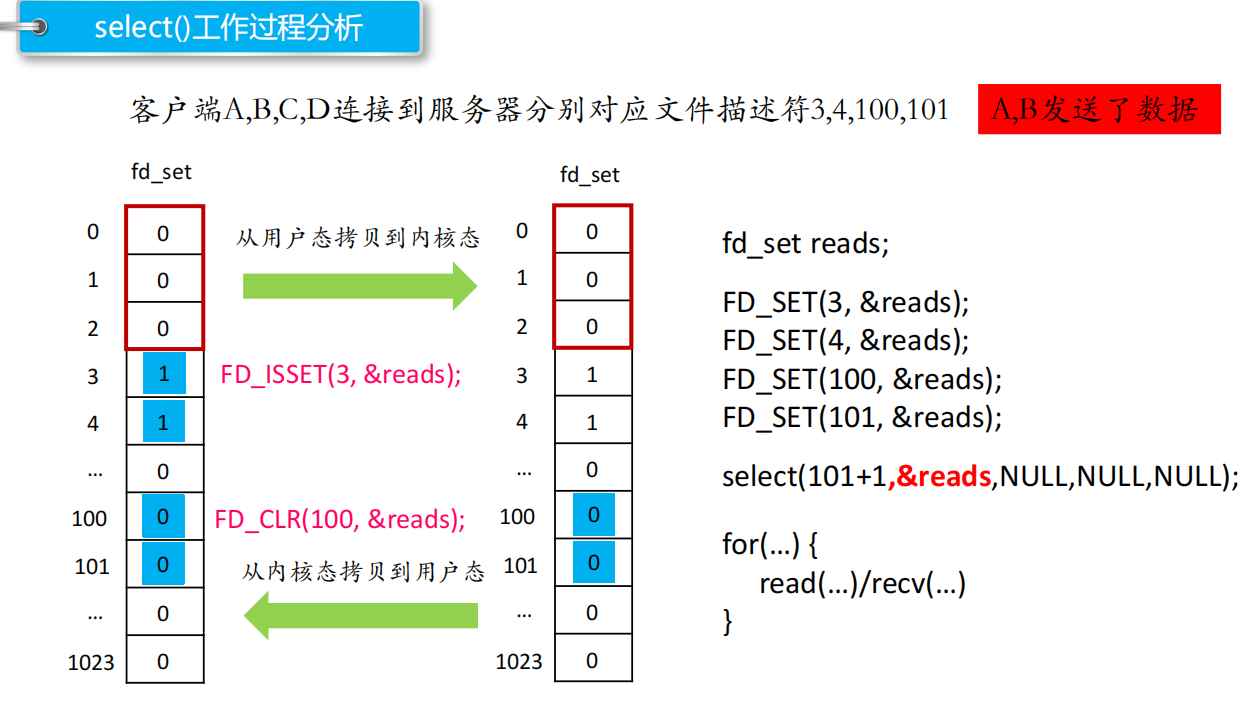 select()工作过程分析
客户端A,B,C,D连接到服务器分别对应文件描述符3,4,100,101
A,B发送了数据
fd_set
0 0
1 0
2 0
3 1
4 1
... 0
100 0
101 0
... 0
1023 0
从用户态拷贝到内核态
FD_ISSET(3, &reads);
FD_CLR(100, &reads);
从内核态拷贝到用户态
fd_set
0 0
1 0
2 0
3 1
4 1
... 0
100 0
101 0
... 0
1023 0
fd_set reads;
FD_SET(3, &reads);
FD_SET(4, &reads);
FD_SET(100, &reads);
FD_SET(101, &reads);
select(101+1,&reads,NULL,NULL,NULL);
for(...) {
read(...)/recv(...)
}